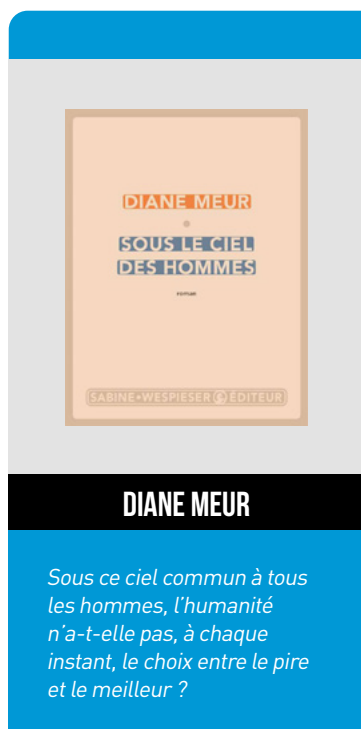 DIANE MEUR
SOUS LE CIEL
DES HOMMES
roman
SABINE•WESPIESER ÉDITEUR
DIANE MEUR
Sous ce ciel commun à tous
les hommes, l’humanité
n’a-t-elle pas, à chaque
instant, le choix entre le pire
et le meilleur ?